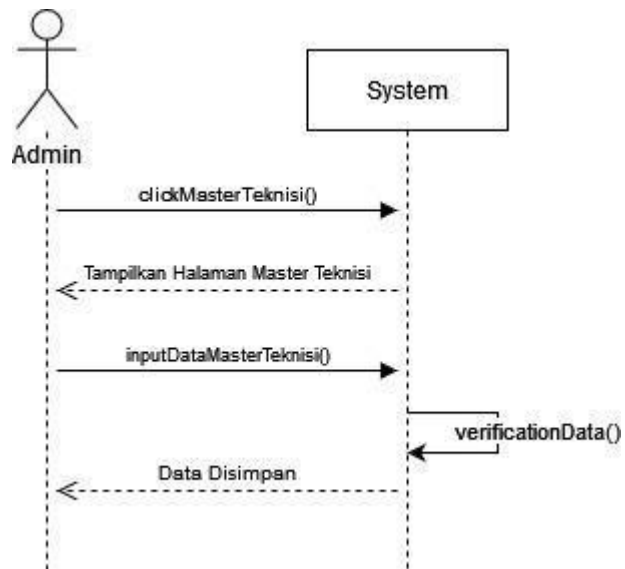 System
Admin
clickMasterTeknisi()
Tampilkan Halaman Master Teknisi
inputDataMasterTeknisi()
verificationData()
Data Disimpan